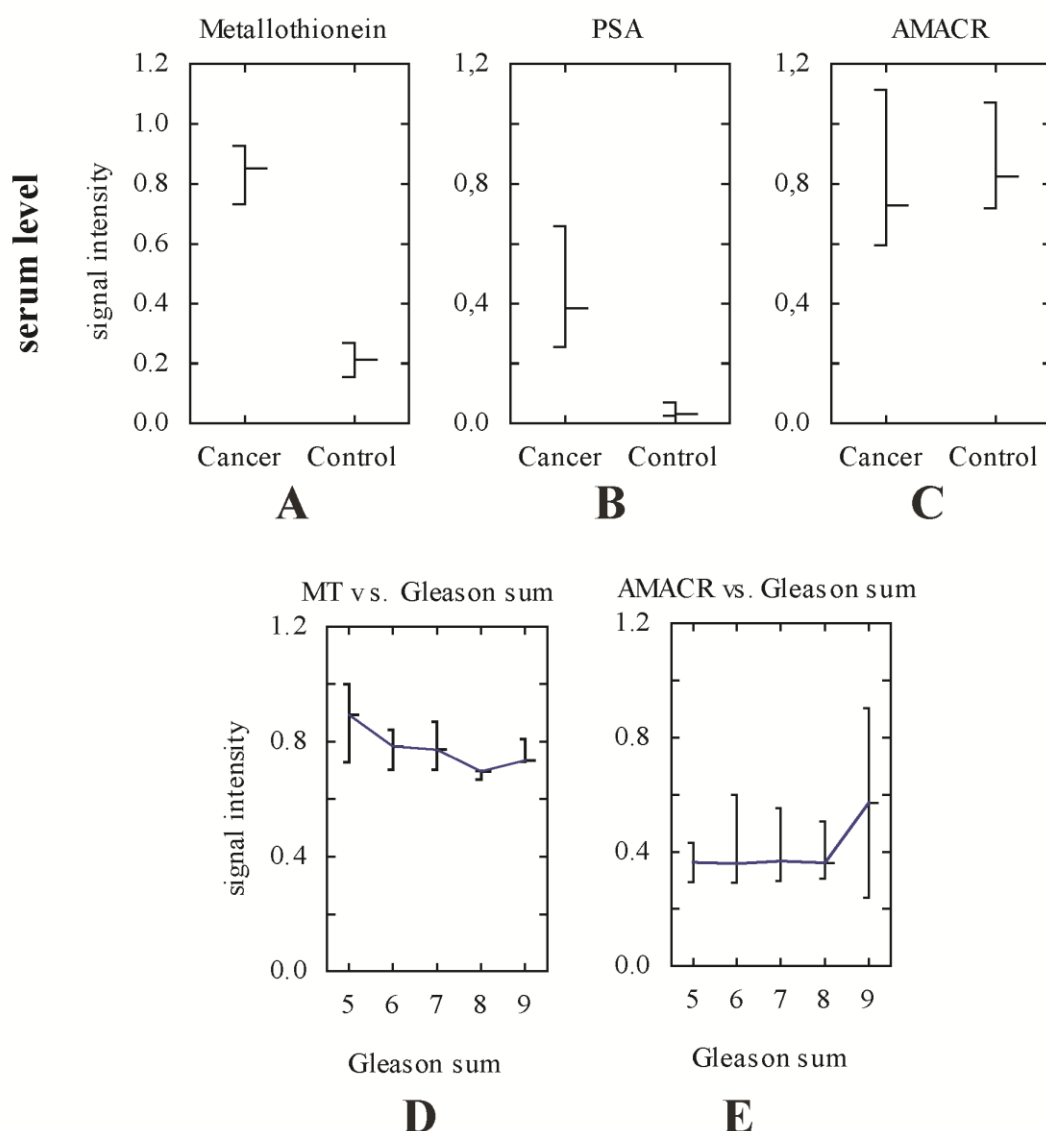 Metallothionein PSA AMACR
serum level
signal intensity
1.2
1.0
0.8
0.6
0.4
0.2
0.0
1,2
0,8
0,4
0.0
1,2
0,8
0,4
0.0
Cancer Control Cancer Control Cancer Control
A B C
MT vs. Gleason sum AMACR vs. Gleason sum
signal intensity
1.2
0.8
0.4
0.0
1.2
0.8
0.4
0.0
5 6 7 8 9 5 6 7 8 9
Gleason sum Gleason sum
D E